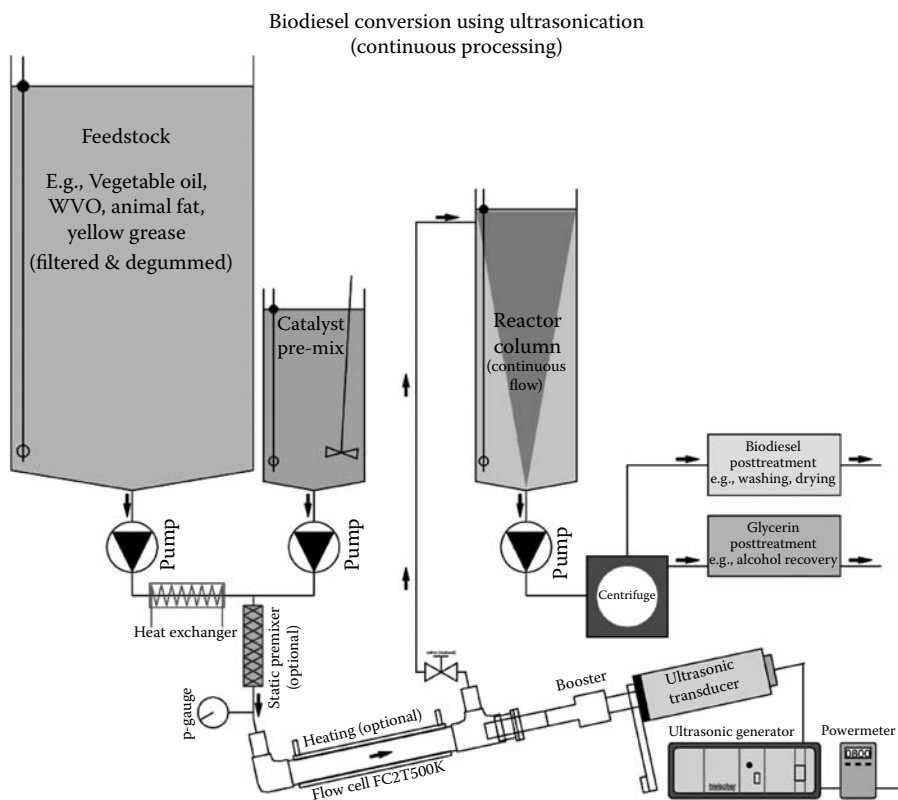 Biodiesel conversion using ultrasonication
(continuous processing)
Feedstock
E.g., Vegetable oil,
WVO, animal fat,
yellow grease
(filtered & degummed)
Catalyst
pre-mix
Reactor
column
(continuous
flow)
Biodiesel
posttreatment
e.g., washing, drying
Glycerin
posttreatment
e.g., alcohol recovery
Pump
Pump
Pump
Centrifuge
Heat exchanger
Static premixer
(optional)
p-gauge
Heating (optional)
Flow cell FC2T500K
Booster
Ultrasonic
transducer
Ultrasonic generator
Powermeter
0800
hielscher